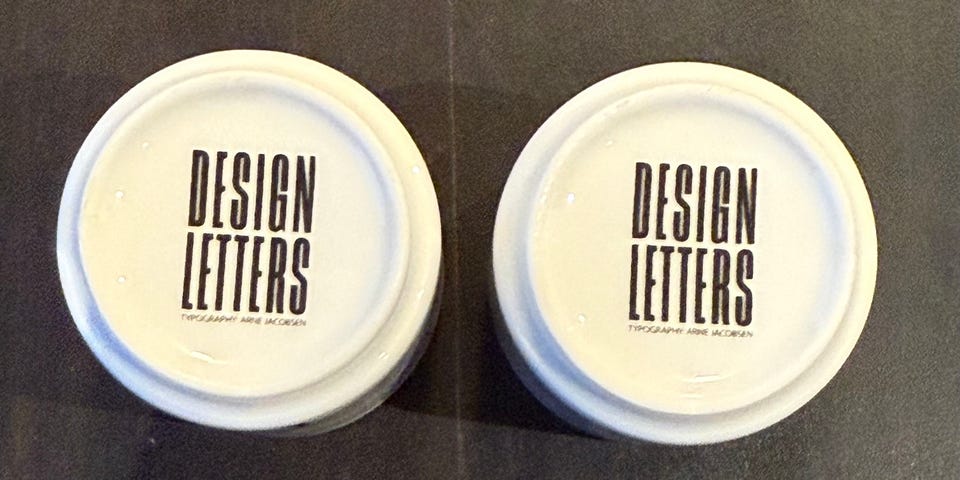 DESIGN
LETTERS
TYPOGRAPHY: ARNE JACOBSEN
DESIGN
LETTERS
TYPOGRAPHY: ARNE JACOBSEN